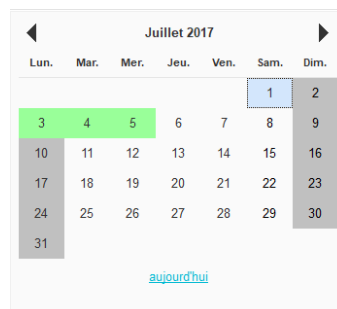 Juillet 2017
Lun. Mar. Mer. Jeu. Ven. Sam. Dim.
1 2
3 4 5 6 7 8 9
10 11 12 13 14 15 16
17 18 19 20 21 22 23
24 25 26 27 28 29 30
31
aujourd'hui